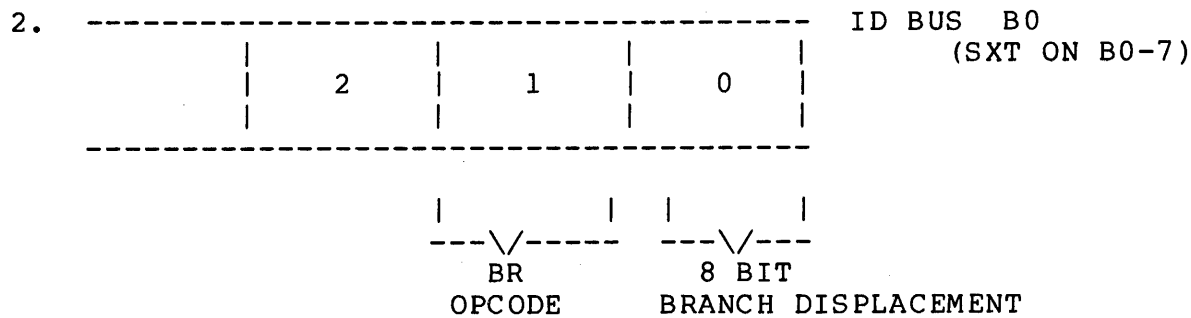 2. ID BUS B0
(SXT ON B0-7)
2 1 0
BR 8 BIT
OPCODE BRANCH DISPLACEMENT